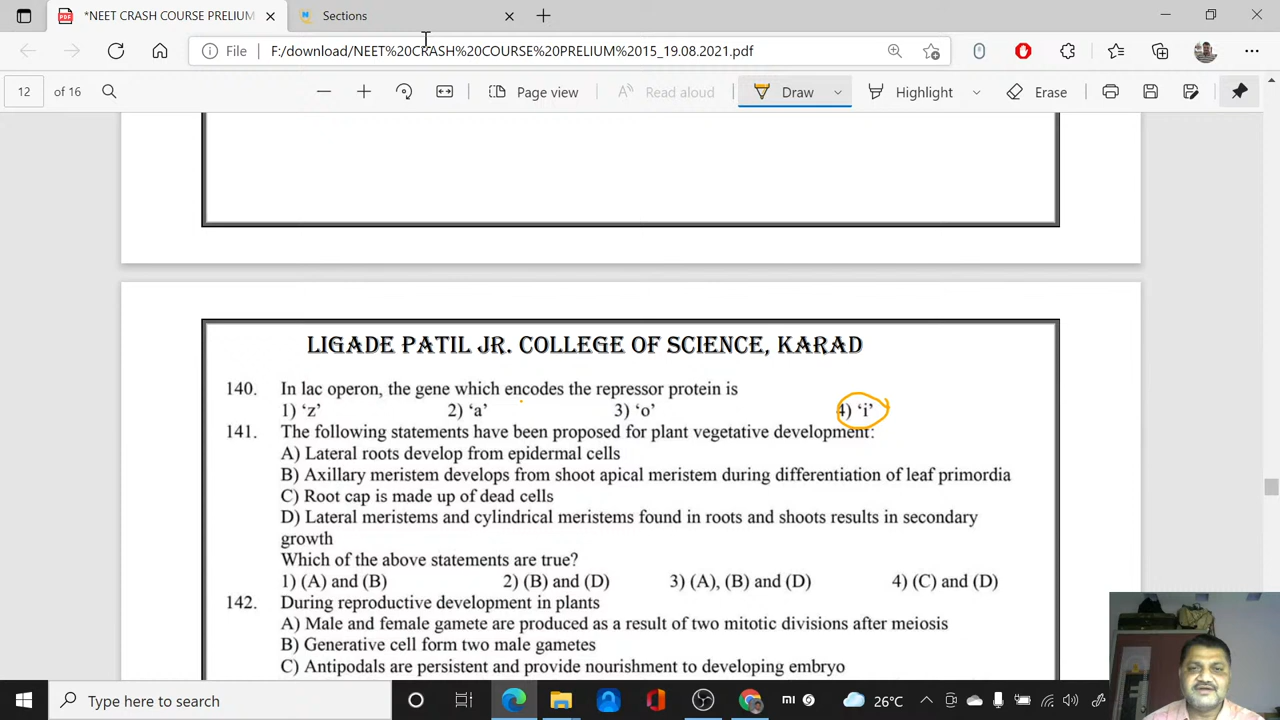 *NEET CRASH COURSE PRELIUM
Sections
File
F:/download/NEET%20CRASH%20COURSE%20PRELIUM%2015_19.08.2021.pdf
12 of 16
Page view
Read aloud
Draw
Highlight
Erase
LIGADE PATIL JR. COLLEGE OF SCIENCE, KARAD
140. In lac operon, the gene which encodes the repressor protein is
1) ‘z’ 2) ‘a’ 3) ‘o’ 4) ‘i’
141. The following statements have been proposed for plant vegetative development:
A) Lateral roots develop from epidermal cells
B) Axillary meristem develops from shoot apical meristem during differentiation of leaf primordia
C) Root cap is made up of dead cells
D) Lateral meristems and cylindrical meristems found in roots and shoots results in secondary
growth
Which of the above statements are true?
1) (A) and (B) 2) (B) and (D) 3) (A), (B) and (D) 4) (C) and (D)
142. During reproductive development in plants
A) Male and female gamete are produced as a result of two mitotic divisions after meiosis
B) Generative cell form two male gametes
C) Antipodals are persistent and provide nourishment to developing embryo
Type here to search
26°C
12:12